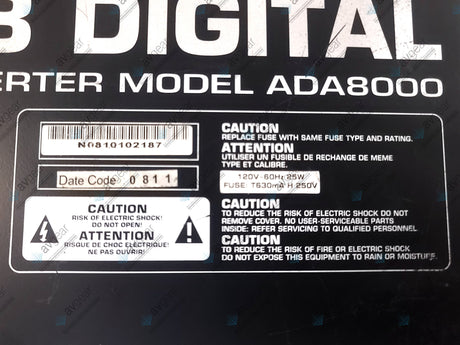 B DIGITAL
ERTER MODEL ADA8000
N0810102187
Date Code 0811
CAUTION
RISK OF ELECTRIC SHOCK!
DO NOT OPEN!
ATTENTION
RISQUE DE CHOC ELECTRIQUE!
NE PAS OUVRIR!
CAUTION
REPLACE FUSE WITH SAME FUSE TYPE AND RATING.
ATTENTION
UTILISER UN FUSIBLE DE RECHANGE DE MEME
TYPE ET CALIBRE.
120V~60Hz 25W
FUSE: T630mA H 250V
CAUTION
TO REDUCE THE RISK OF ELECTRIC SHOCK DO NOT
REMOVE COVER. NO USER-SERVICEABLE PARTS
INSIDE: REFER SERVICING TO QUALIFIED PERSONNEL.
CAUTION
TO REDUCE THE RISK OF FIRE OR ELECTRIC SHOCK
DO NOT EXPOSE THIS EQUIPMENT TO RAIN OR MOISTURE.
avgear